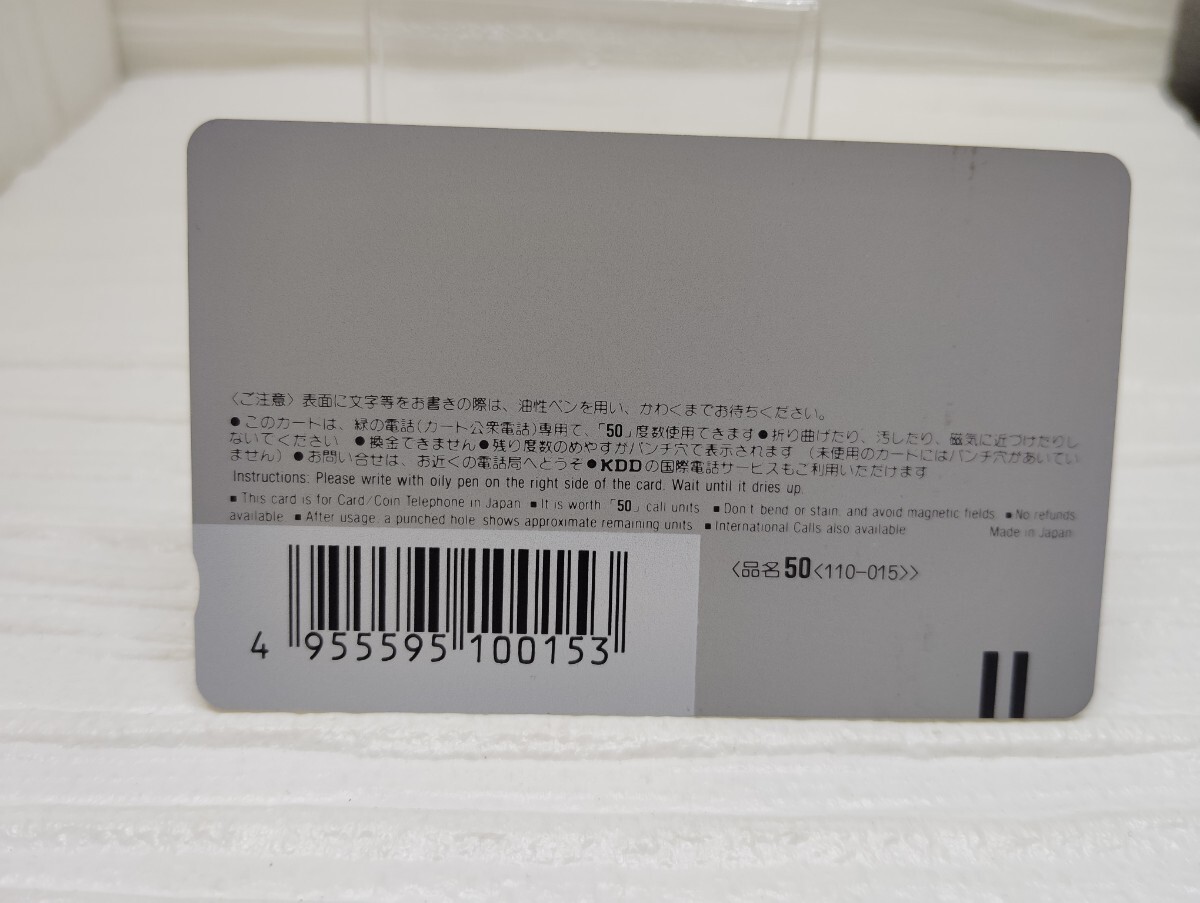 〈ご注意〉表面に文字等をお書きの際は、油性ペンを用い、かわくまでお待ちください。
●このカードは、緑の電話(カード公衆電話)専用で、「50」度数使用できます●折り曲げたり、汚したり、磁気に近づけたりし
ないでください ●換金できません●残り度数のめやすがパンチ穴で表示されます (未使用のカードにはパンチ穴があいてい
ません)●お問い合せは、お近くの電話局へどうぞ●KDDの国際電話サービスもご利用いただけます
Instructions: Please write with oily pen on the right side of the card. Wait until it dries up.
■This card is for Card/Coin Telephone in Japan ■It is worth「50」call units ■Don't bend or stain, and avoid magnetic fields. ■No refunds
available ■After usage, a punched hole, shows approximate remaining units ■International Calls also available.
Made in Japan
〈品名50<110-015>〉
4 955595 100153